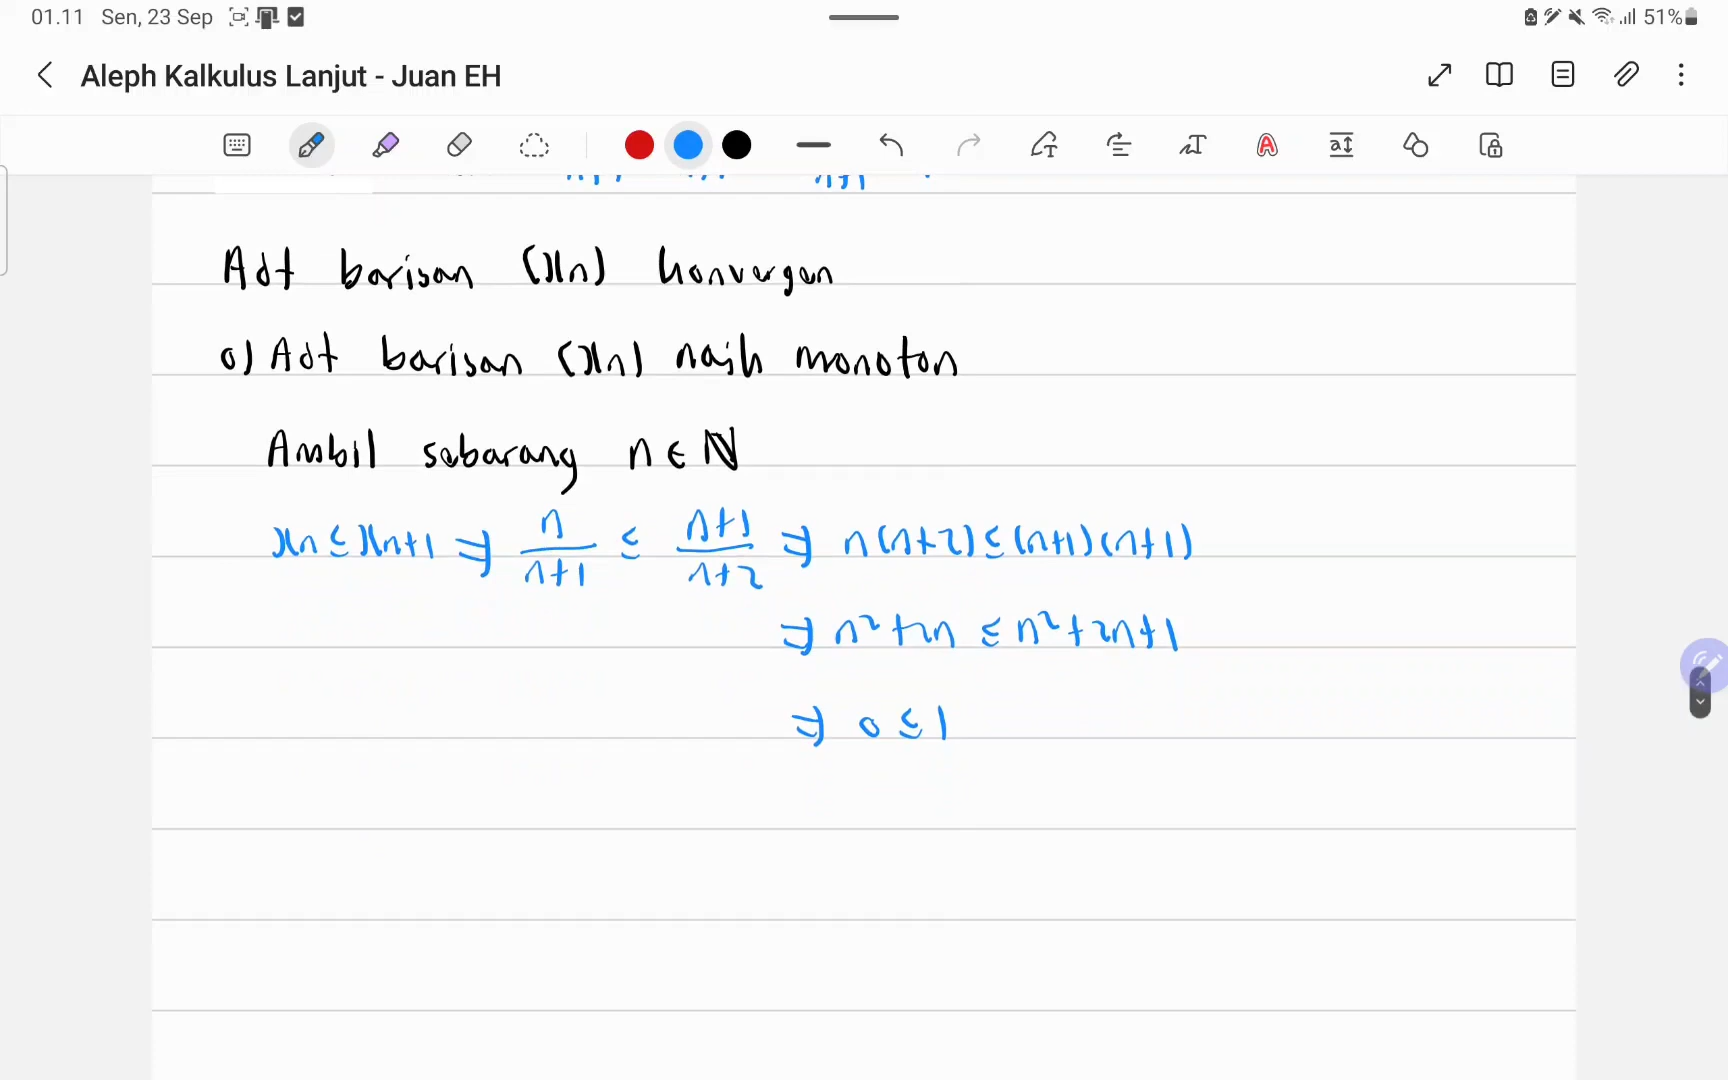 01.11 Sen, 23 Sep
51%
Aleph Kalkulus Lanjut - Juan EH
Adt barisan (xn) konvergen
a) Adt barisan (xn) naik monoton
Ambil sebarang n ∈ ℕ
xn ≤ xn+1 ⇒ n/n+1 ≤ n+1/n+2 ⇒ n(n+2) ≤ (n+1)(n+1)
⇒ n² + 2n ≤ n² + 2n + 1
⇒ 0 ≤ 1